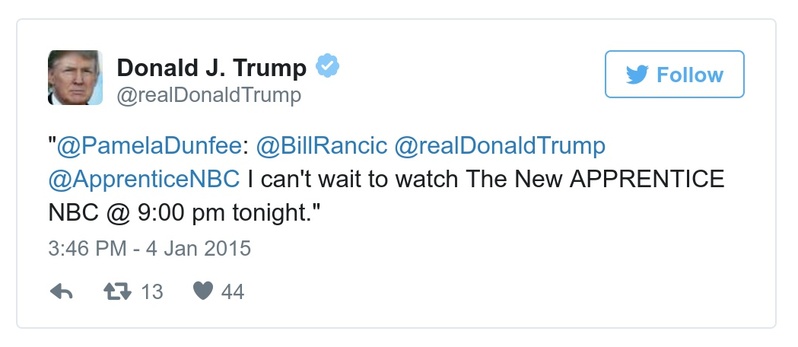 Donald J. Trump
@realDonaldTrump
Follow
"@PamelaDunfee: @BillRancic @realDonaldTrump
@ApprenticeNBC I can't wait to watch The New APPRENTICE
NBC @ 9:00 pm tonight."
3:46 PM - 4 Jan 2015
13 44